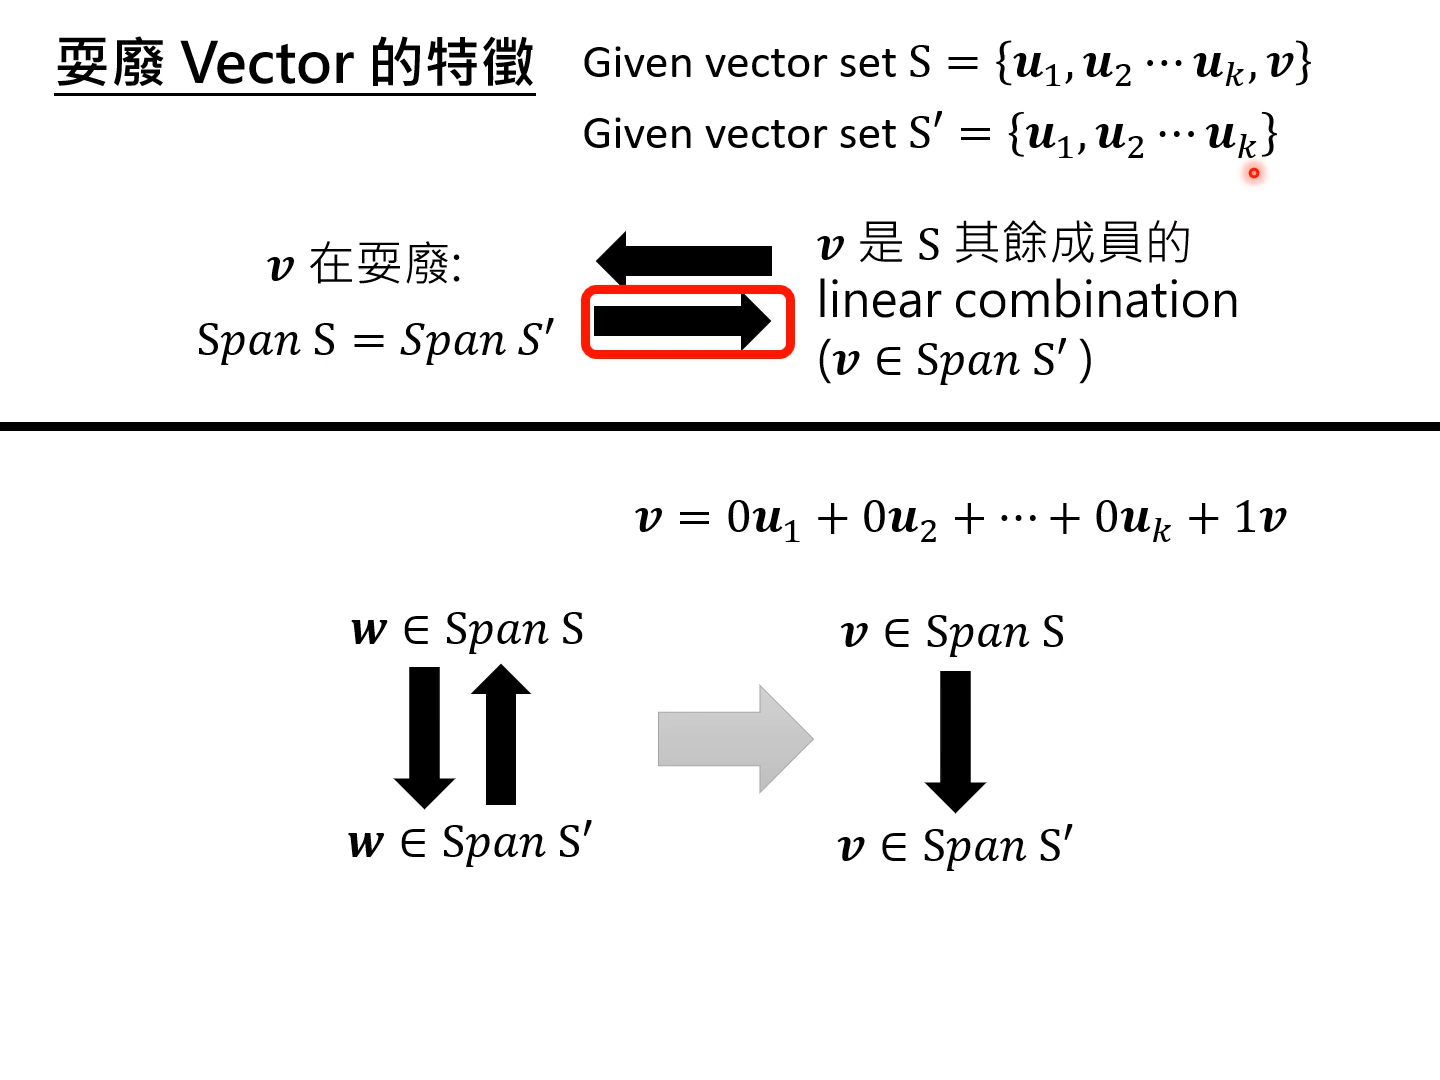 耍廢 Vector 的特徵
Given vector set S = {𝒖₁, 𝒖₂ ⋯ 𝒖ₖ, 𝒗}
Given vector set S′ = {𝒖₁, 𝒖₂ ⋯ 𝒖ₖ}
𝒗 在耍廢:
Span S = Span S′
𝒗 是 S 其餘成員的
linear combination
(𝒗 ∈ Span S′ )
𝒗 = 0𝒖₁ + 0𝒖₂ + ⋯ + 0𝒖ₖ + 1𝒗
𝒘 ∈ Span S
𝒘 ∈ Span S′
𝒗 ∈ Span S
𝒗 ∈ Span S′